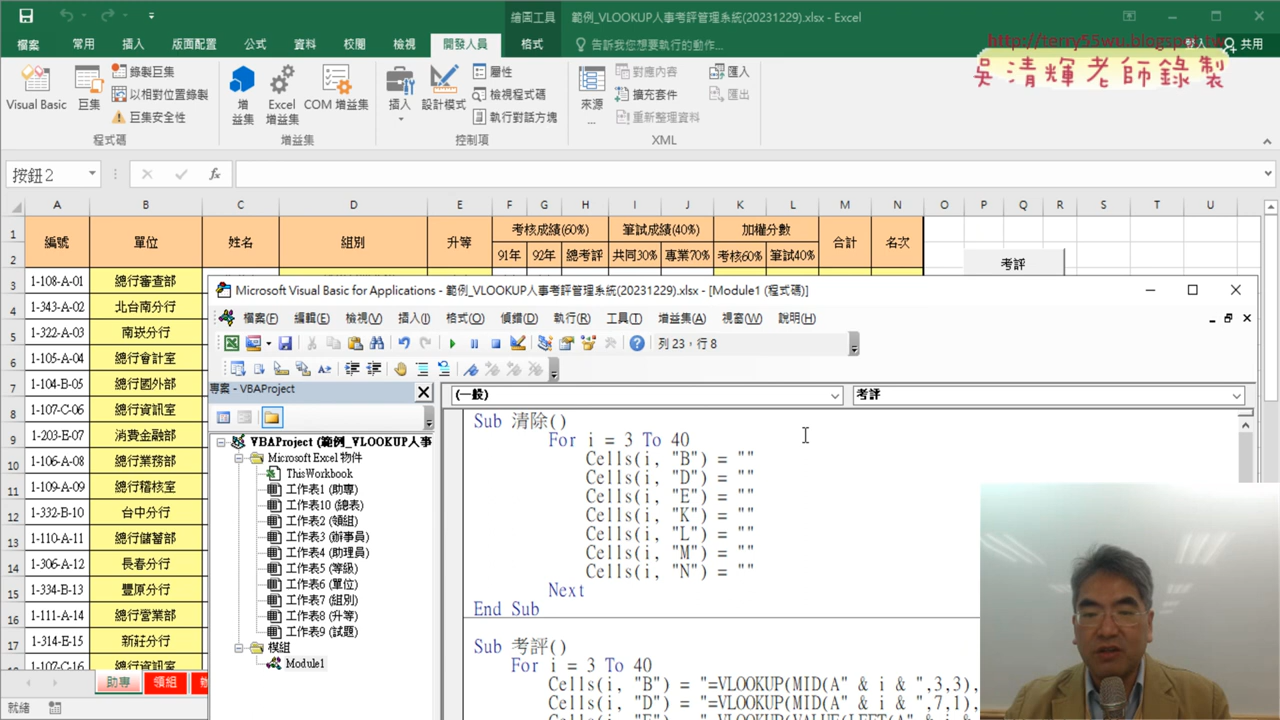 繪圖工具
範例_VLOOKUP人事考評管理系統(20231229).xlsx - Excel
檔案 常用 插入 版面配置 公式 資料 校閱 檢視 開發人員 格式 告訴我您想要執行的動作... 登入 共用
http://terry55wu.blogspot.tw
吳清輝老師錄製
Visual Basic 巨集 錄製巨集 以相對位置錄製 巨集安全性
程式碼
增益集 Excel 增益集 COM 增益集
增益集
插入 設計模式 屬性 檢視程式碼 執行對話方塊
控制項
來源 ... 對應內容 擴充套件 重新整理資料 匯入 匯出
XML
按鈕 2 fx
A B C D E F G H I J K L M N O P Q R S T U
1 編號 單位 姓名 組別 升等 考核成績(60%) 筆試成績(40%) 加權分數 合計 名次
2 91年 92年 總考評 共同30% 專業70% 考核60% 筆試40%
考評
3 1-108-A-01 總行審查部
4 1-343-A-02 北台南分行
5 1-322-A-03 南崁分行
6 1-105-A-04 總行會計室
7 1-104-B-05 總行國外部
8 1-107-C-06 總行資訊室
9 1-203-E-07 消費金融部
10 1-106-A-08 總行業務部
11 1-109-A-09 總行稽核室
12 1-332-B-10 台中分行
13 1-110-A-11 總行儲蓄部
14 1-306-A-12 長春分行
15 1-334-B-13 豐原分行
16 1-111-A-14 總行營業部
17 1-314-E-15 新莊分行
1-107-C-16 總行資訊室
助專 領組
就緒
Microsoft Visual Basic for Applications - 範例_VLOOKUP人事考評管理系統(20231229).xlsx - [Module1 (程式碼)]
檔案(F) 編輯(E) 檢視(V) 插入(I) 格式(O) 偵錯(D) 執行(R) 工具(T) 增益集(A) 視窗(W) 說明(H)
列 23，行 8
專案 - VBAProject
VBAProject (範例_VLOOKUP人事
Microsoft Excel 物件
ThisWorkbook
工作表1 (助專)
工作表10 (總表)
工作表2 (領組)
工作表3 (辦事員)
工作表4 (助理員)
工作表5 (等級)
工作表6 (單位)
工作表7 (組別)
工作表8 (升等)
工作表9 (試題)
模組
Module1
(一般) 考評
Sub 清除()
For i = 3 To 40
Cells(i, "B") = ""
Cells(i, "D") = ""
Cells(i, "E") = ""
Cells(i, "K") = ""
Cells(i, "L") = ""
Cells(i, "M") = ""
Cells(i, "N") = ""
Next
End Sub
Sub 考評()
For i = 3 To 40
Cells(i, "B") = "=VLOOKUP(MID(A" & i & ",3,3),
Cells(i, "D") = "=VLOOKUP(MID(A" & i & ",7,1),